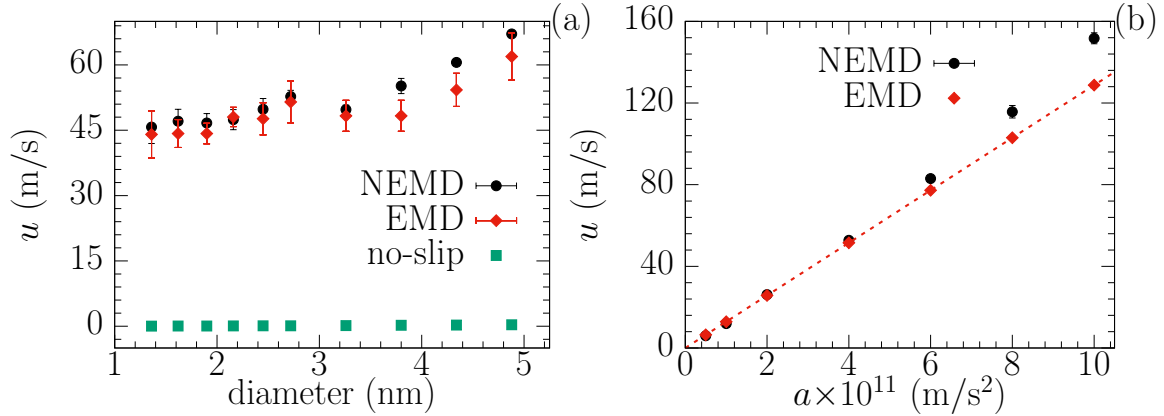 (a)
60
45
30
15
0
u (m/s)
NEMD
EMD
no-slip
1 2 3 4 5
diameter (nm)
(b)
160
120
80
40
0
u (m/s)
NEMD
EMD
0 2 4 6 8 10
a×10¹¹ (m/s²)